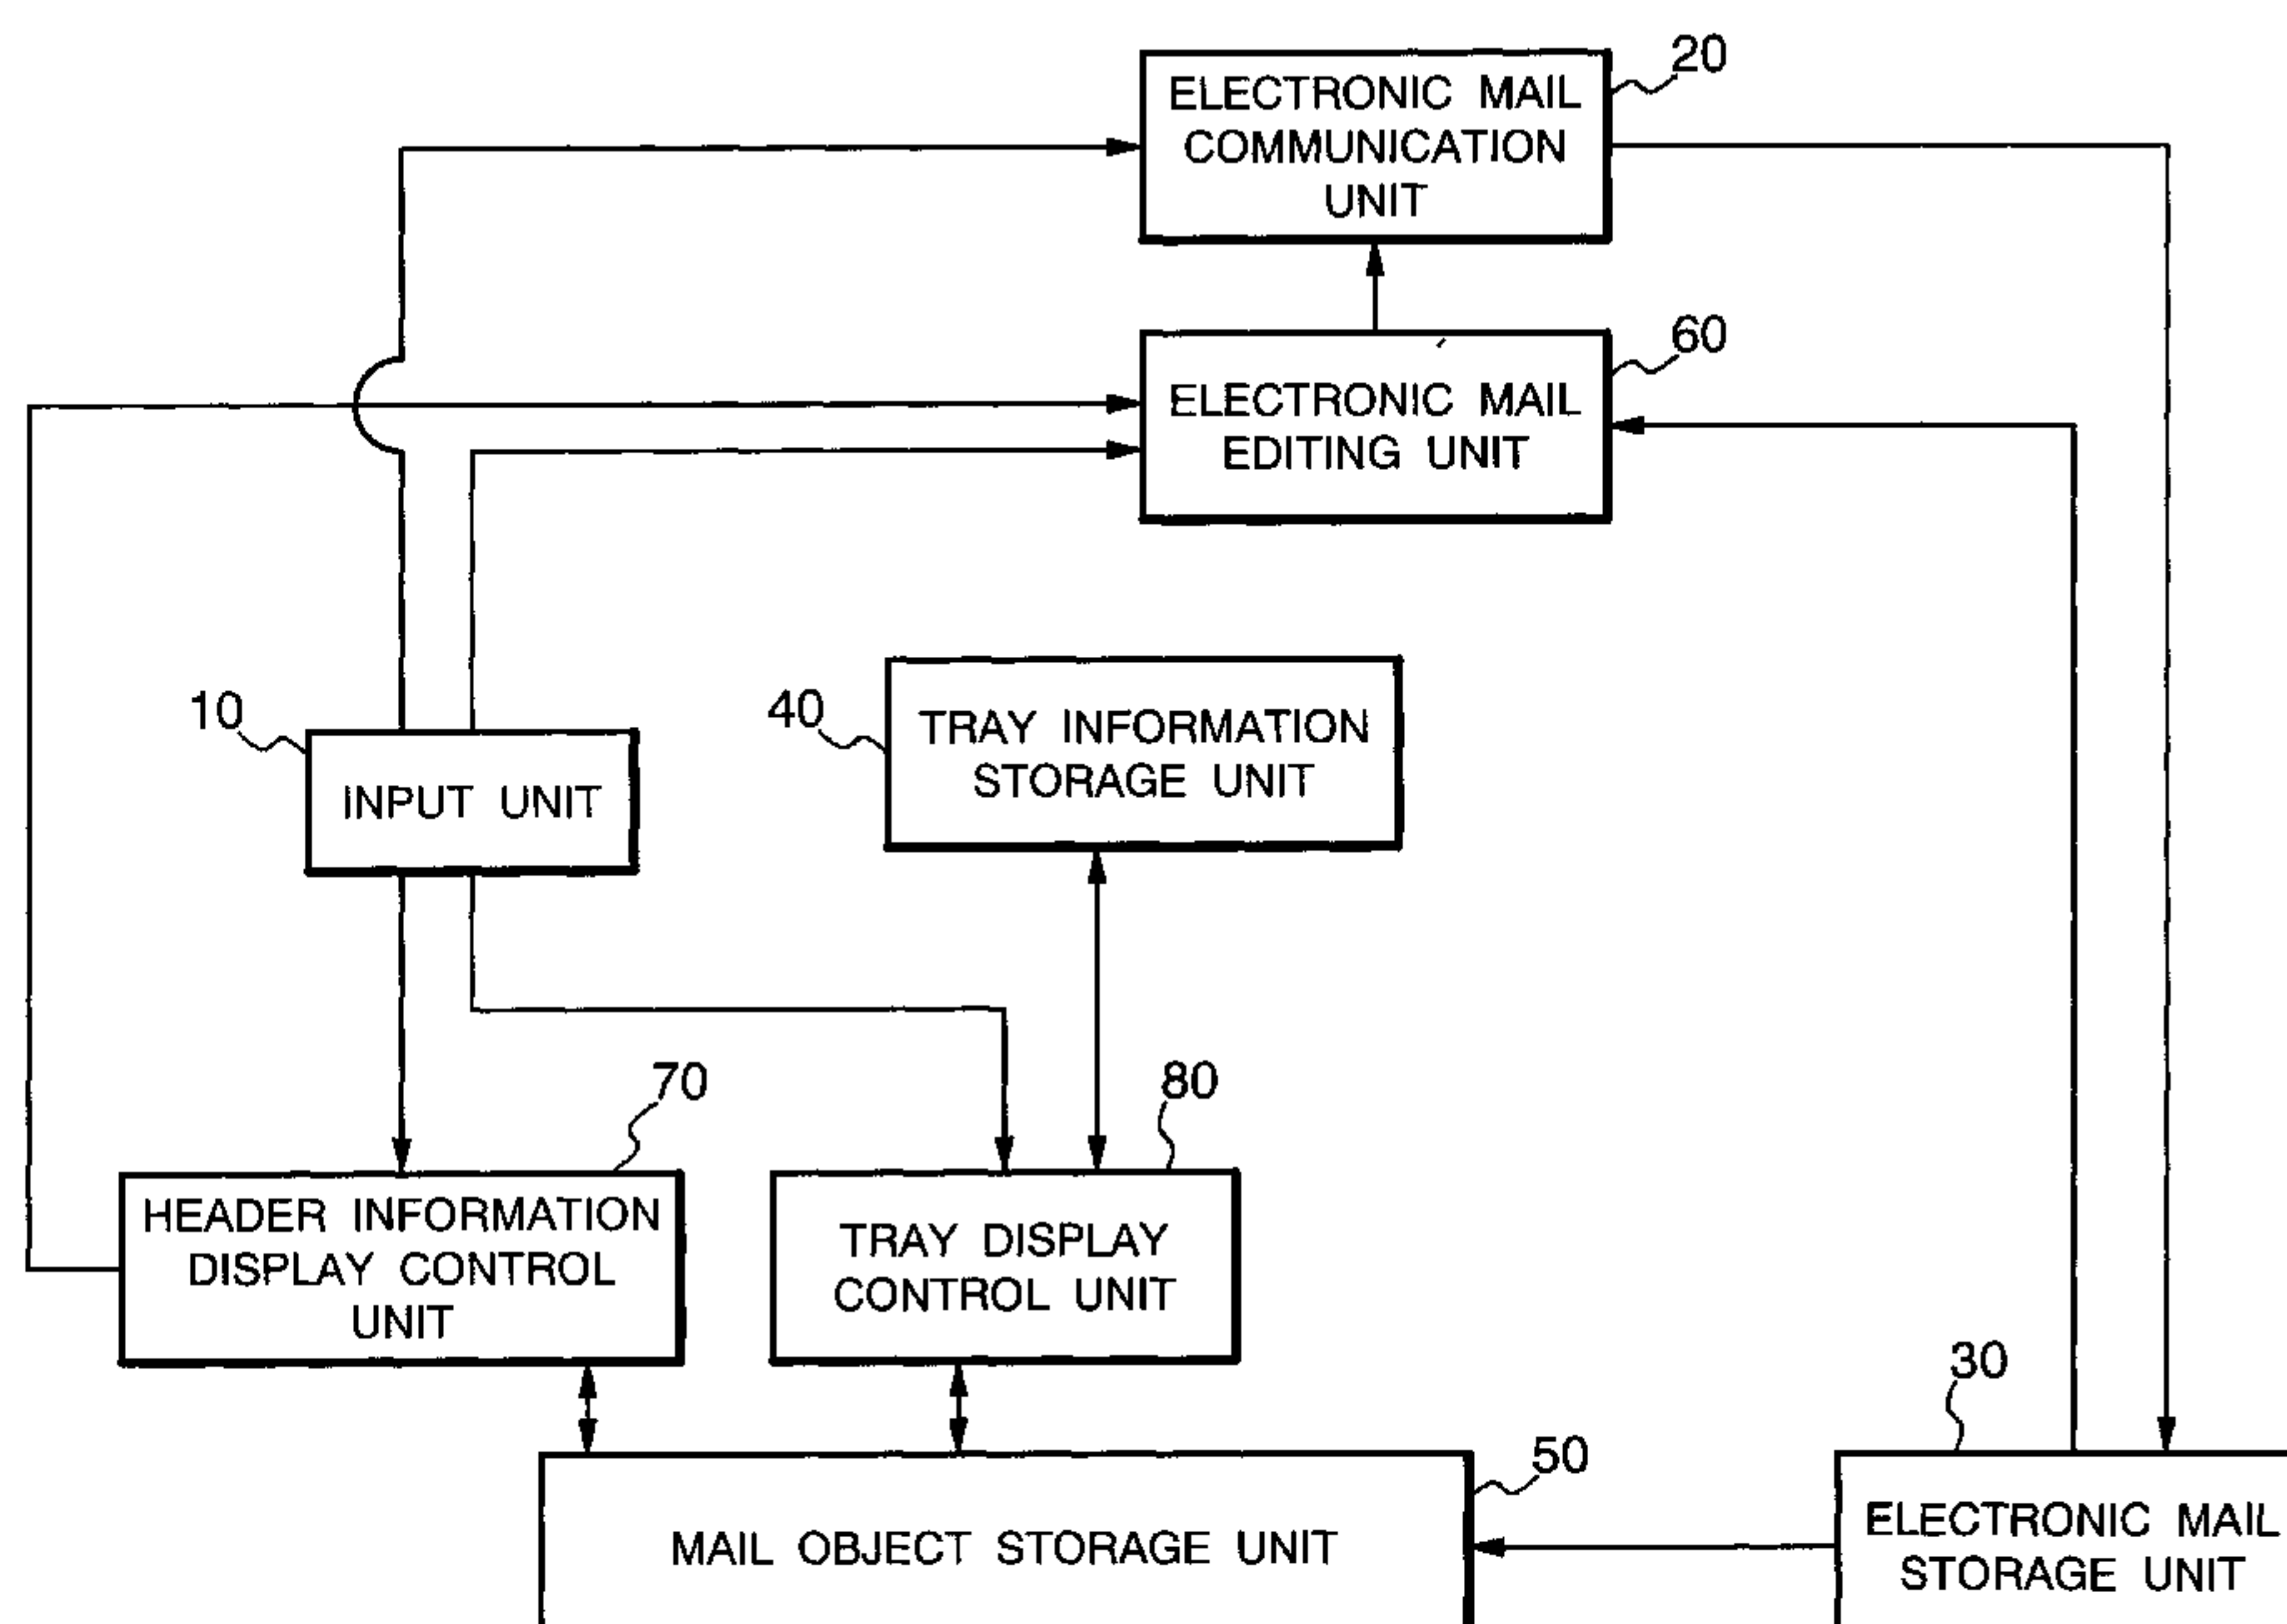 20
ELECTRONIC MAIL
COMMUNICATION
UNIT
60
ELECTRONIC MAIL
EDITING UNIT
10
INPUT UNIT
40
TRAY INFORMATION
STORAGE UNIT
70
HEADER INFORMATION
DISPLAY CONTROL
UNIT
80
TRAY DISPLAY
CONTROL UNIT
50
MAIL OBJECT STORAGE UNIT
30
ELECTRONIC MAIL
STORAGE UNIT